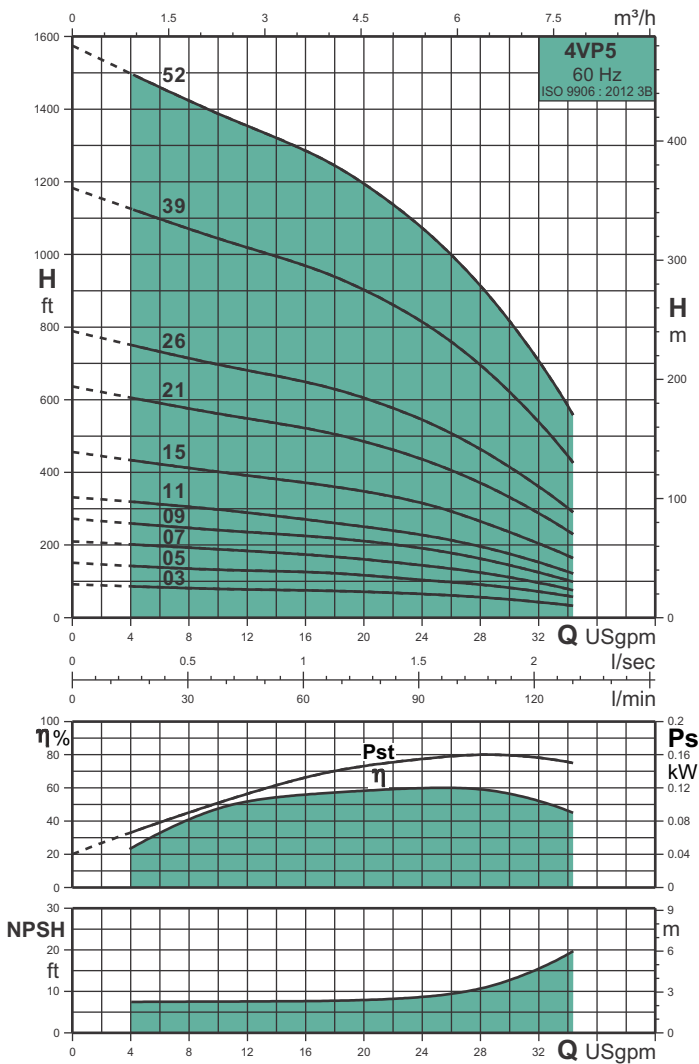 0 1.5 3 4.5 6 7.5 m³/h
1600
1400
1200
1000
800
600
400
200
0
H
ft
4VP5
60 Hz
ISO 9906 : 2012 3B
52
39
26
21
15
11
09
07
05
03
400
300
200
100
0
H
m
0 4 8 12 16 20 24 28 32 Q USgpm
0 0.5 1 1.5 2 l/sec
0 30 60 90 120 l/min
100
η%
80
60
40
20
0
Pst
η
0.2
Ps
0.16
kW
0.12
0.08
0.04
0
30
NPSH
20
ft
10
0
9
m
6
3
0
0 4 8 12 16 20 24 28 32 Q USgpm